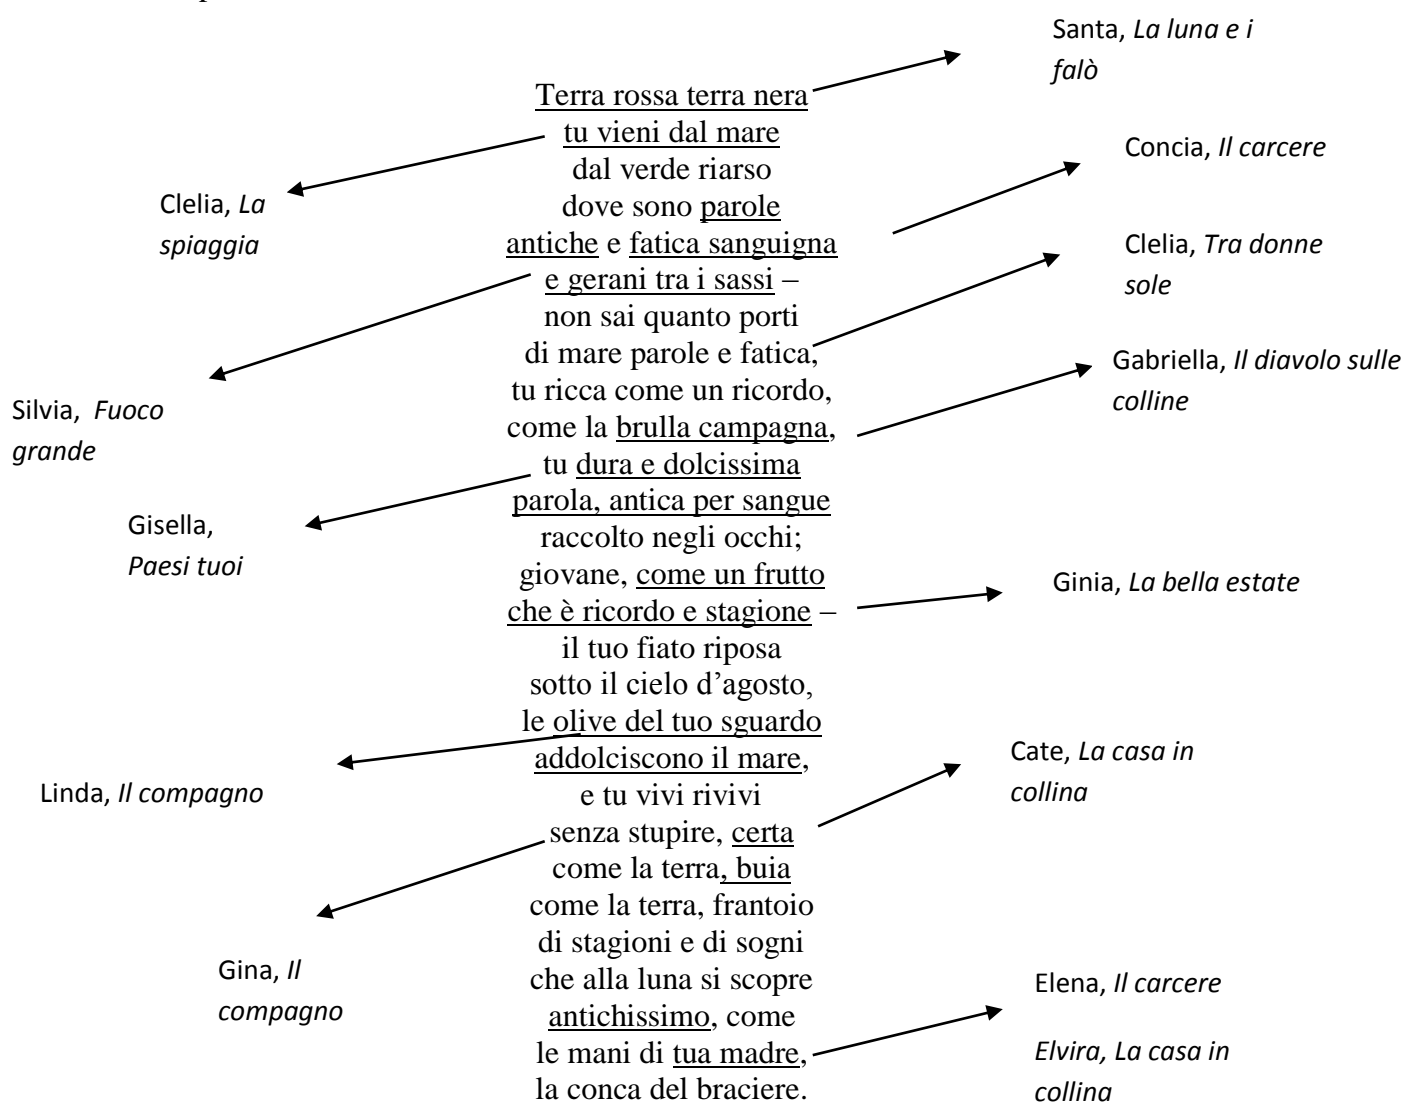 Santa, La luna e i
falò
Terra rossa terra nera
tu vieni dal mare
Concia, Il carcere
dal verde riarso
Clelia, La
spiaggia
dove sono parole
antiche e fatica sanguigna
Clelia, Tra donne
sole
e gerani tra i sassi –
non sai quanto porti
di mare parole e fatica,
Gabriella, Il diavolo sulle
colline
tu ricca come un ricordo,
Silvia, Fuoco
grande
come la brulla campagna,
tu dura e dolcissima
parola, antica per sangue
Gisella,
Paesi tuoi
raccolto negli occhi;
giovane, come un frutto
Ginia, La bella estate
che è ricordo e stagione –
il tuo fiato riposa
sotto il cielo d’agosto,
le olive del tuo sguardo
addolciscono il mare,
Cate, La casa in
collina
Linda, Il compagno
e tu vivi rivivi
senza stupire, certa
come la terra, buia
come la terra, frantoio
di stagioni e di sogni
Gina, Il
compagno
che alla luna si scopre
Elena, Il carcere
antichissimo, come
le mani di tua madre,
Elvira, La casa in
collina
la conca del braciere.